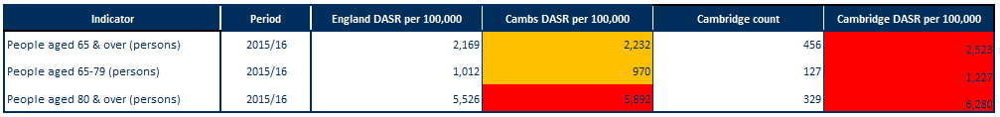 Indicator Period England DASR per 100,000 Cambs DASR per 100,000 Cambridge count Cambridge DASR per 100,000
People aged 65 & over (persons) 2015/16 2,169 2,232 456 2,523
People aged 65-79 (persons) 2015/16 1,012 970 127 1,227
People aged 80 & over (persons) 2015/16 5,526 5,892 329 6,280